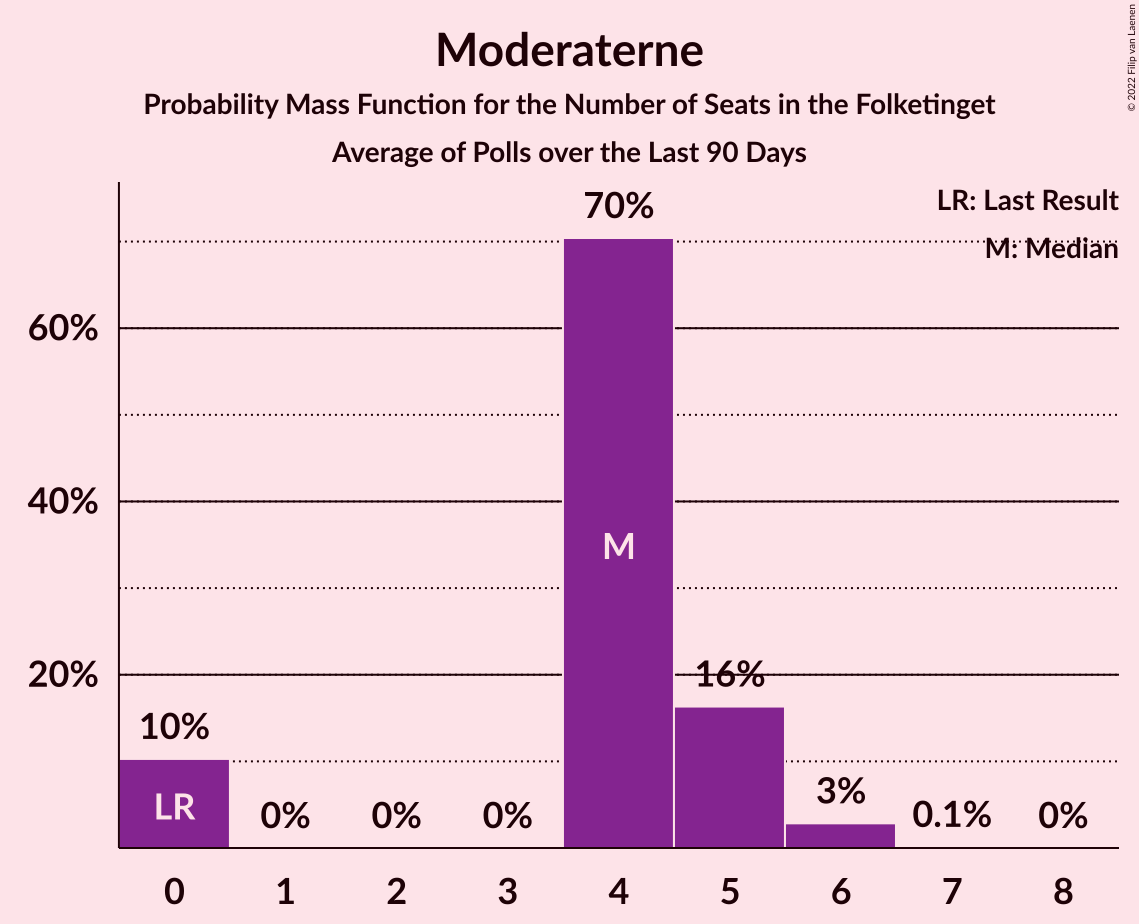 Moderaterne
Probability Mass Function for the Number of Seats in the Folketinget
Average of Polls over the Last 90 Days
© 2022 Filip van Laenen
LR: Last Result
M: Median
60%
40%
20%
10%
0%
0%
0%
70%
16%
3%
0.1%
0%
LR
M
0 1 2 3 4 5 6 7 8